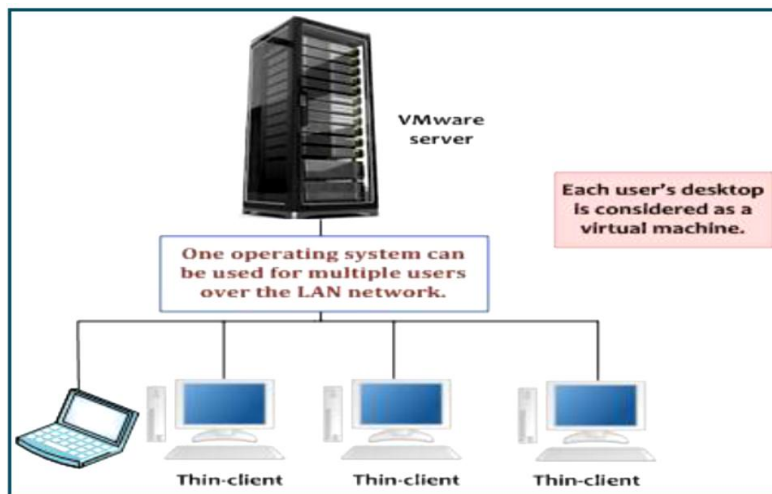 VMware
server
Each user's desktop
is considered as a
virtual machine.
One operating system can
be used for multiple users
over the LAN network.
Thin-client
Thin-client
Thin-client